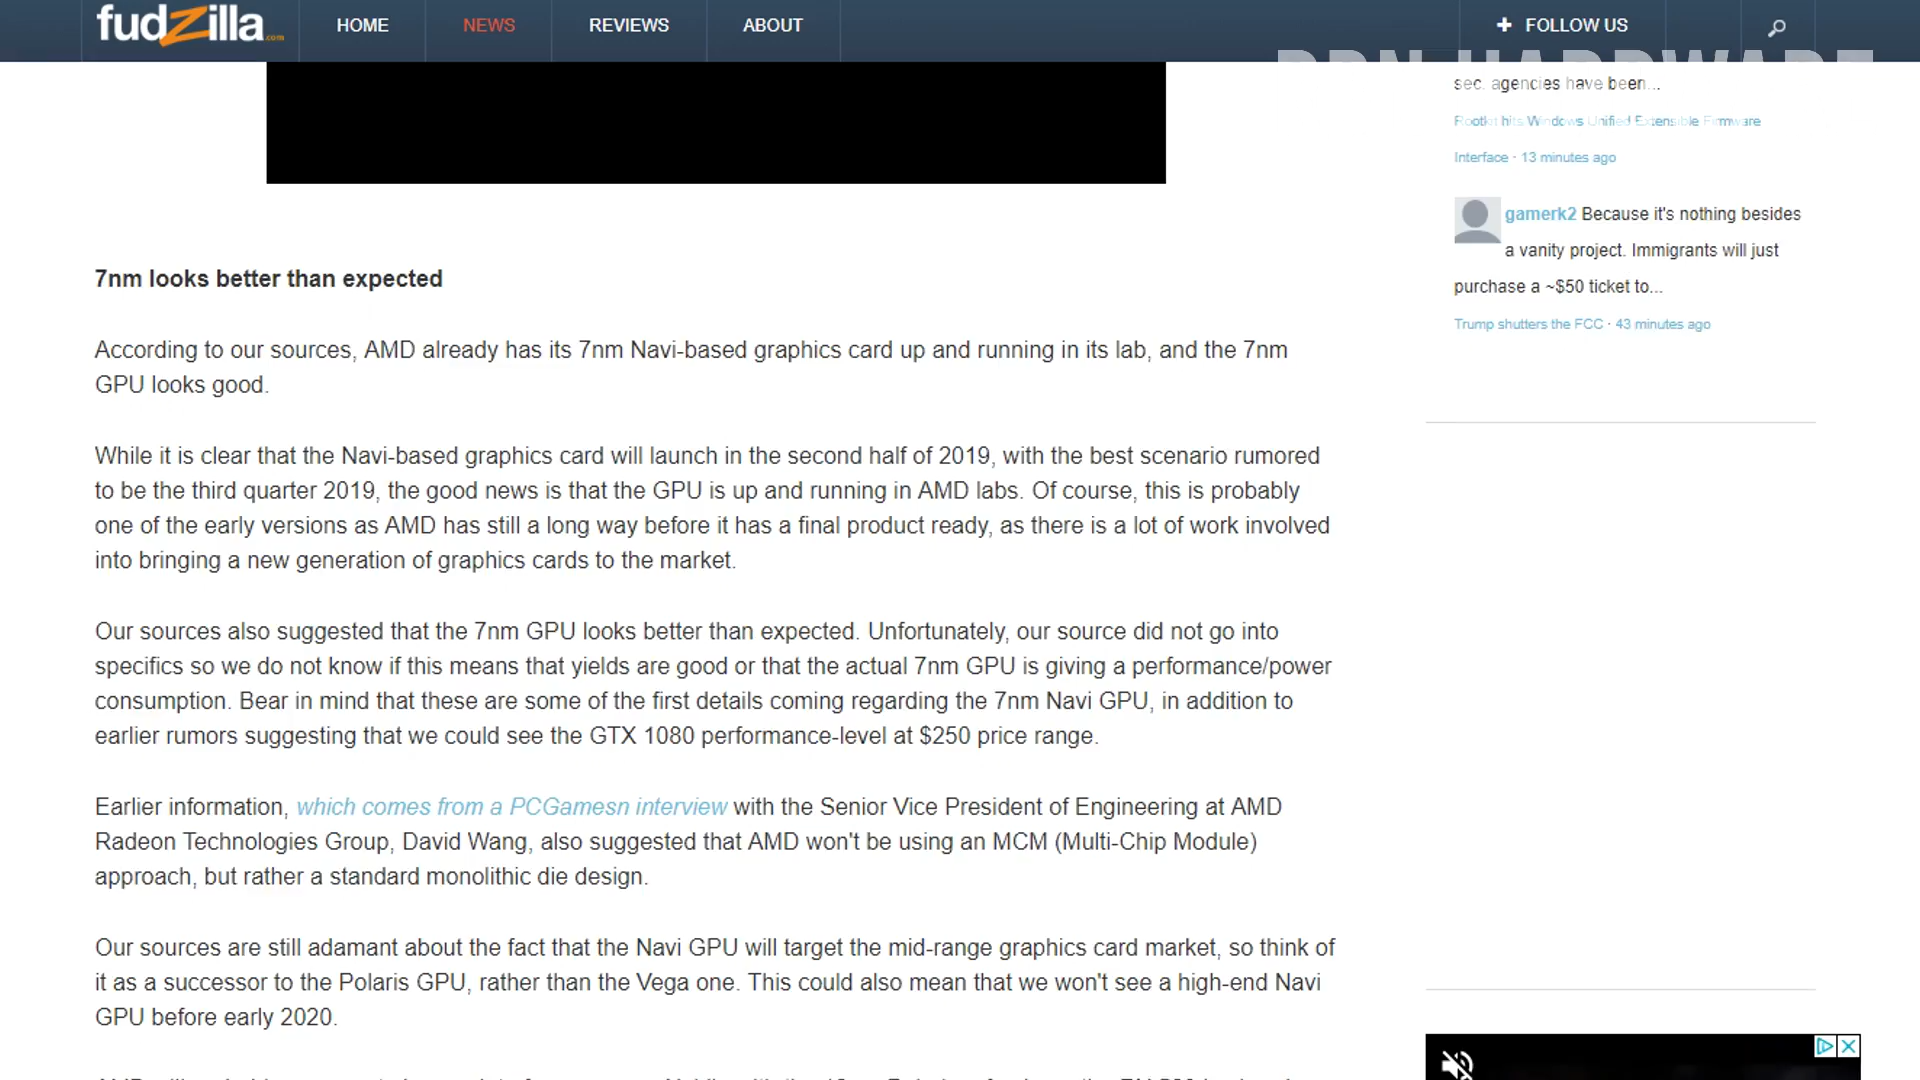 fudzilla.com
HOME
NEWS
REVIEWS
ABOUT
+ FOLLOW US
7nm looks better than expected
According to our sources, AMD already has its 7nm Navi-based graphics card up and running in its lab, and the 7nm
GPU looks good.
While it is clear that the Navi-based graphics card will launch in the second half of 2019, with the best scenario rumored
to be the third quarter 2019, the good news is that the GPU is up and running in AMD labs. Of course, this is probably
one of the early versions as AMD has still a long way before it has a final product ready, as there is a lot of work involved
into bringing a new generation of graphics cards to the market.
Our sources also suggested that the 7nm GPU looks better than expected. Unfortunately, our source did not go into
specifics so we do not know if this means that yields are good or that the actual 7nm GPU is giving a performance/power
consumption. Bear in mind that these are some of the first details coming regarding the 7nm Navi GPU, in addition to
earlier rumors suggesting that we could see the GTX 1080 performance-level at $250 price range.
Earlier information, which comes from a PCGamesn interview with the Senior Vice President of Engineering at AMD
Radeon Technologies Group, David Wang, also suggested that AMD won't be using an MCM (Multi-Chip Module)
approach, but rather a standard monolithic die design.
Our sources are still adamant about the fact that the Navi GPU will target the mid-range graphics card market, so think of
it as a successor to the Polaris GPU, rather than the Vega one. This could also mean that we won't see a high-end Navi
GPU before early 2020.
sec. agencies have been...
Rootkit hits Windows Unified Extensible Firmware
Interface · 13 minutes ago
gamerk2 Because it's nothing besides
a vanity project. Immigrants will just
purchase a ~$50 ticket to...
Trump shutters the FCC · 43 minutes ago